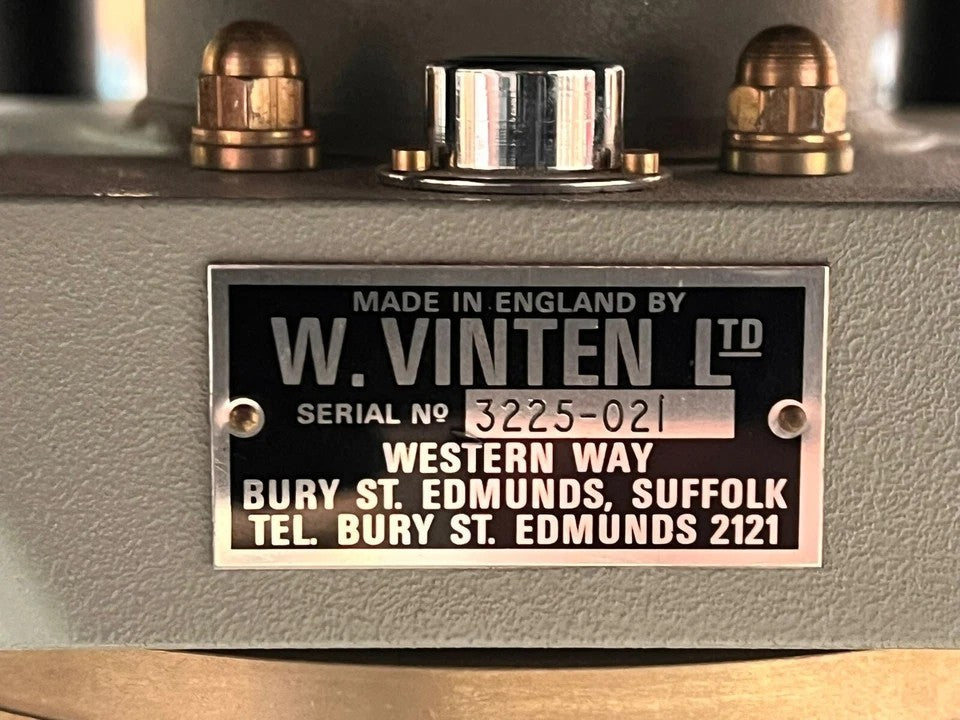 MADE IN ENGLAND BY
W. VINTEN LTD
SERIAL Nº 3225-021
WESTERN WAY
BURY ST. EDMUNDS, SUFFOLK
TEL. BURY ST. EDMUNDS 2121